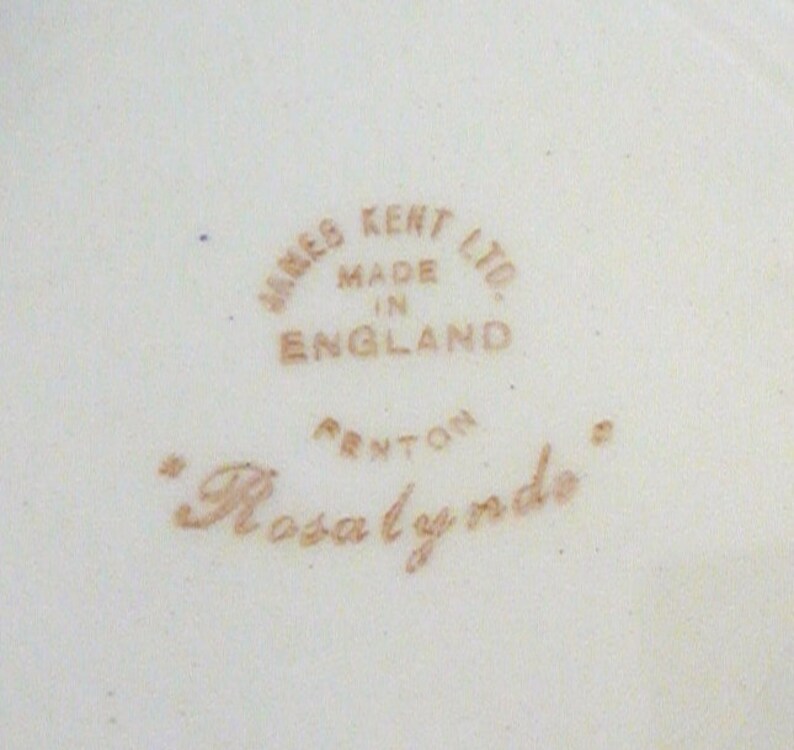 JAMES KENT LTD.
MADE
IN
ENGLAND
FENTON
"Rosalynde"